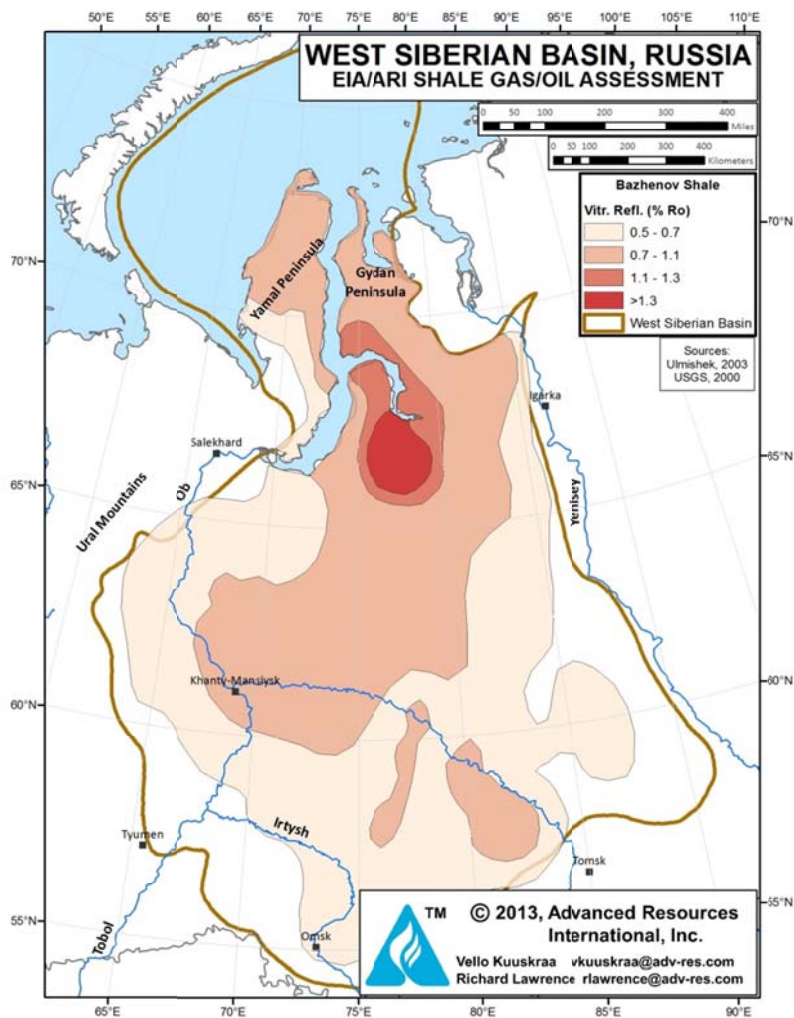 50°E 55°E 60°E 65°E 70°E 75°E 80°E 85°E 90°E 95°E 100°E 105°E 110°E
WEST SIBERIAN BASIN, RUSSIA
EIA/ARI SHALE GAS/OIL ASSESSMENT
0 50 100 200 300 400
Miles
0 50 100 200 300 400
Kilometers
Bazhenov Shale
Vitr. Refl. (% Ro)
0.5 - 0.7
0.7 - 1.1
1.1 - 1.3
>1.3
West Siberian Basin
Sources:
Ulmishek, 2003
USGS, 2000
70°N
70°N
Yamal Peninsula
Gydan
Peninsula
Igarka
Salekhard
65°N
65°N
Ural Mountains
Ob
Yenisey
Khanty-Mansiysk
60°N
60°N
Irtysh
Tyumen
Tomsk
55°N
55°N
Tobol
Omsk
TM
© 2013, Advanced Resources
International, Inc.
Vello Kuuskraa vkuuskraa@adv-res.com
Richard Lawrence rlawrence@adv-res.com
65°E 70°E 75°E 80°E 85°E 90°E